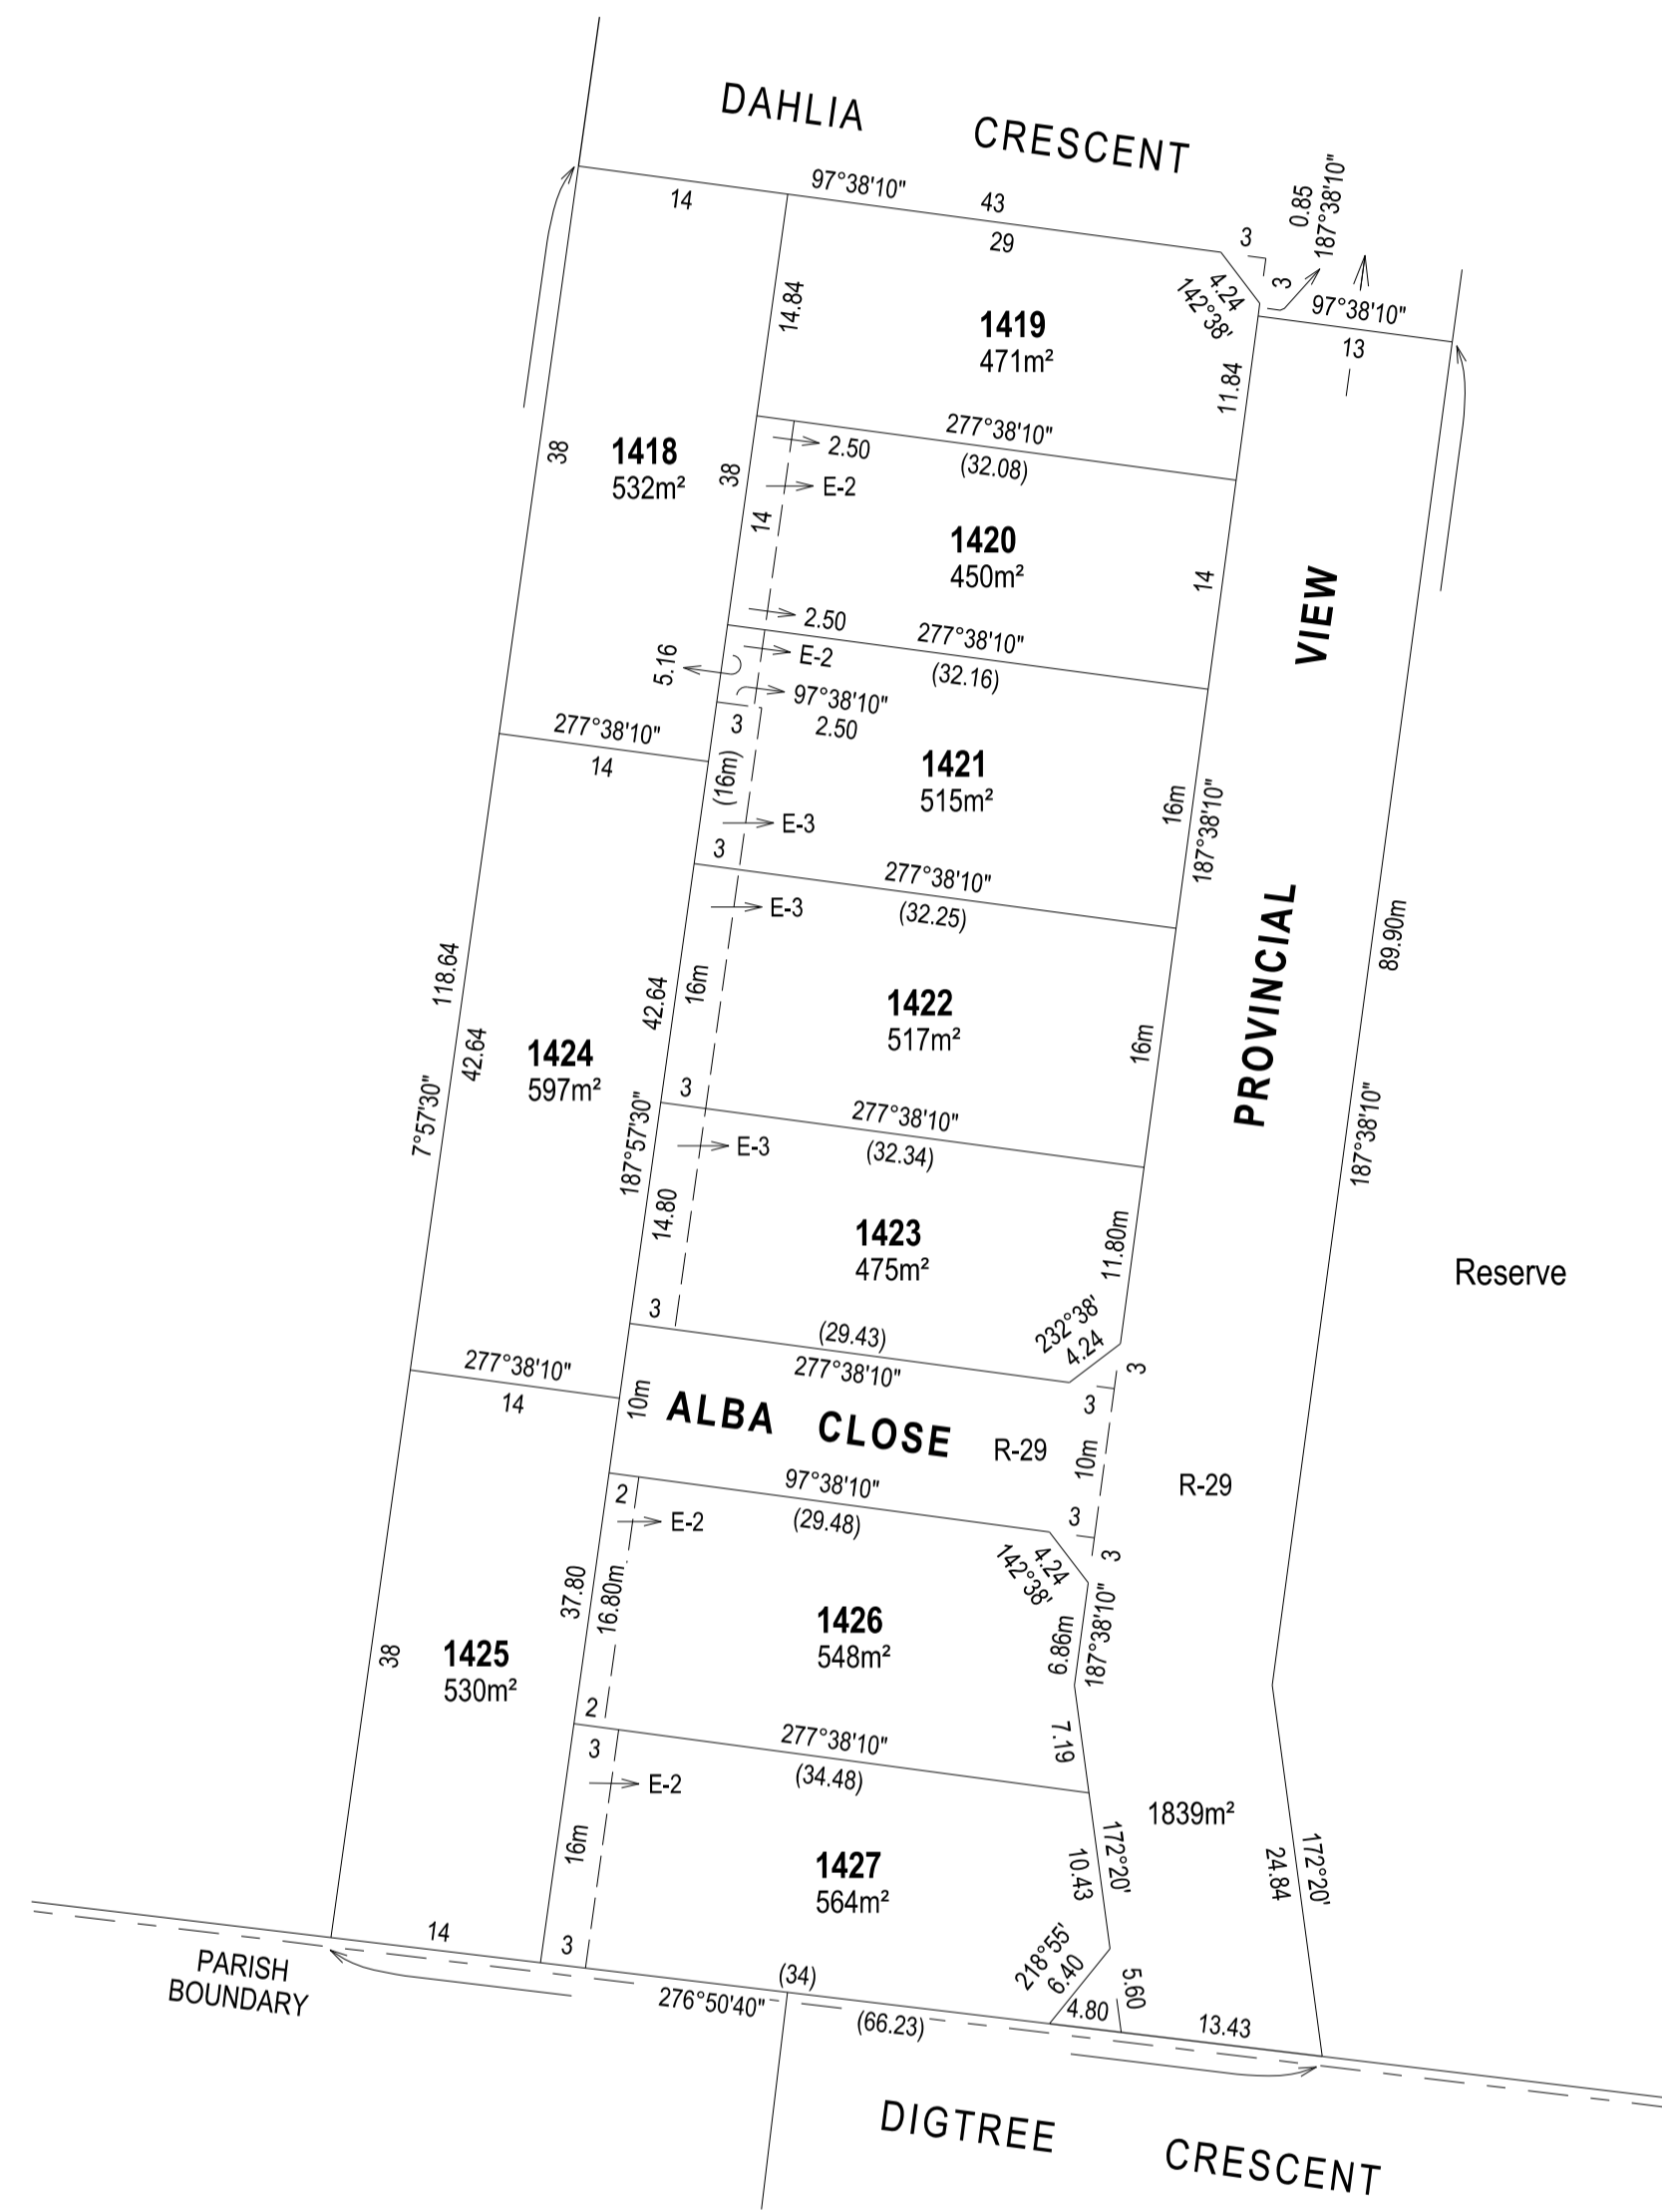 DAHLIA CRESCENT
97°38'10"
14
43
29
3
3
0.85
187°38'10"
4.24
142°38'
97°38'10"
13
14.84
1419
471m²
11.84
277°38'10"
(32.08)
38
1418
532m²
38
2.50
E-2
14
1420
450m²
14
2.50
277°38'10"
(32.16)
E-2
5.16
97°38'10"
2.50
3
277°38'10"
14
(16m)
1421
515m²
16m
187°38'10"
E-3
3
277°38'10"
(32.25)
E-3
VIEW
PROVINCIAL
89.90m
187°38'10"
118.64
7°57'30"
42.64
1424
597m²
42.64
187°57'30"
16m
1422
517m²
16m
3
277°38'10"
(32.34)
E-3
14.80
1423
475m²
11.80m
232°38'
4.24
3
(29.43)
277°38'10"
Reserve
277°38'10"
14
10m
ALBA CLOSE
R-29
3
3
10m
R-29
3
3
97°38'10"
(29.48)
2
E-2
4.24
142°38'
37.80
16.80m
1426
548m²
6.86m
187°38'10"
38
1425
530m²
2
277°38'10"
(34.48)
7.19
3
E-2
1839m²
16m
1427
564m²
10.43
172°20'
24.84
172°20'
14
3
218°55'
6.40
5.60
4.80
13.43
PARISH
BOUNDARY
(34)
276°50'40"
(66.23)
DIGTREE CRESCENT